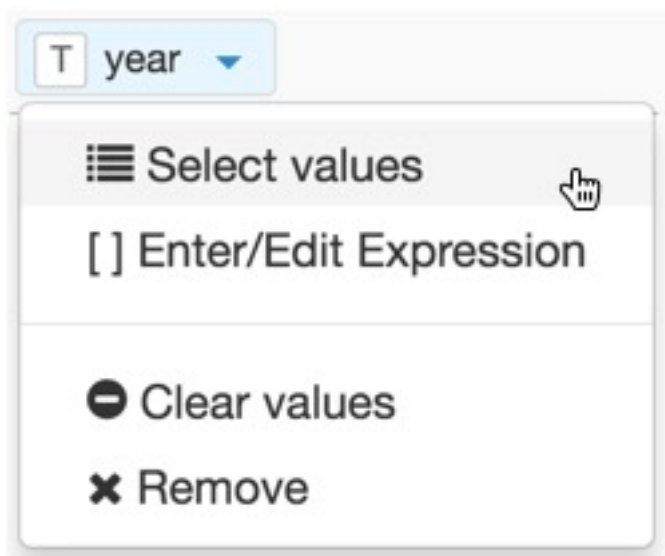 T year
Select values
[ ] Enter/Edit Expression
Clear values
Remove